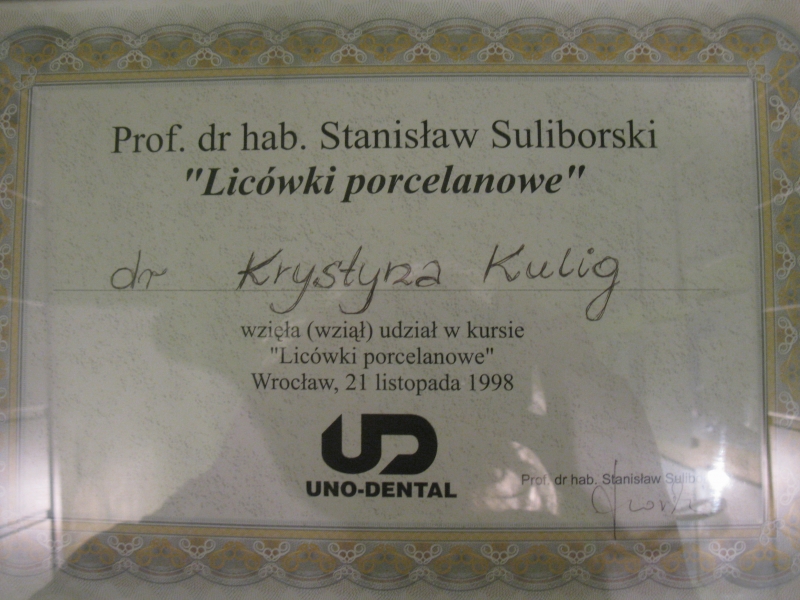 Prof. dr hab. Stanisław Suliborski
"Licówki porcelanowe"
dr Krystyna Kulig
wzięła (wziął) udział w kursie
"Licówki porcelanowe"
Wrocław, 21 listopada 1998
UD
UNO-DENTAL
Prof. dr hab. Stanisław